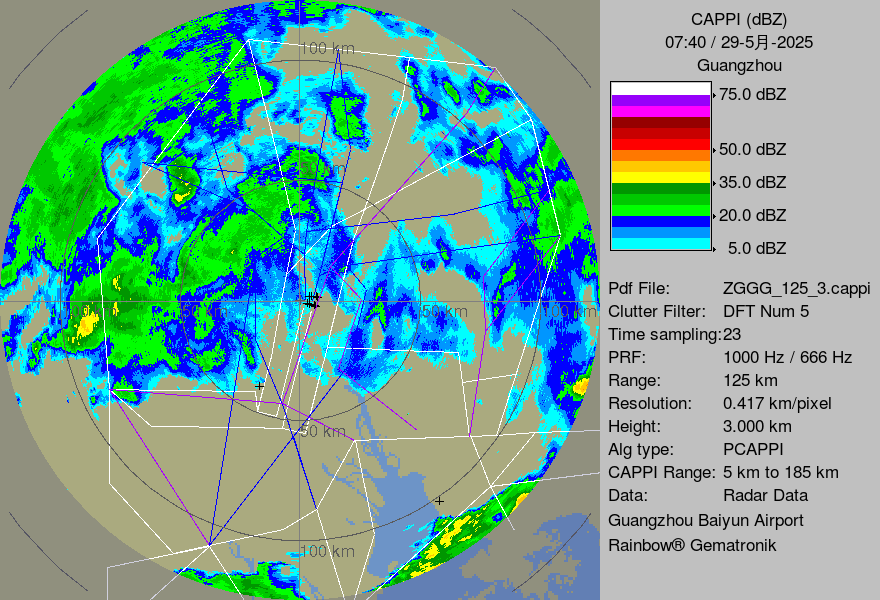 100 km
100 km
50 km
50 km
100 km
50 km
100 km
CAPPI (dBZ)
07:40 / 29-5月-2025
Guangzhou
75.0 dBZ
50.0 dBZ
35.0 dBZ
20.0 dBZ
5.0 dBZ
Pdf File: ZGGG_125_3.cappi
Clutter Filter: DFT Num 5
Time sampling:23
PRF: 1000 Hz / 666 Hz
Range: 125 km
Resolution: 0.417 km/pixel
Height: 3.000 km
Alg type: PCAPPI
CAPPI Range: 5 km to 185 km
Data: Radar Data
Guangzhou Baiyun Airport
Rainbow® Gematronik